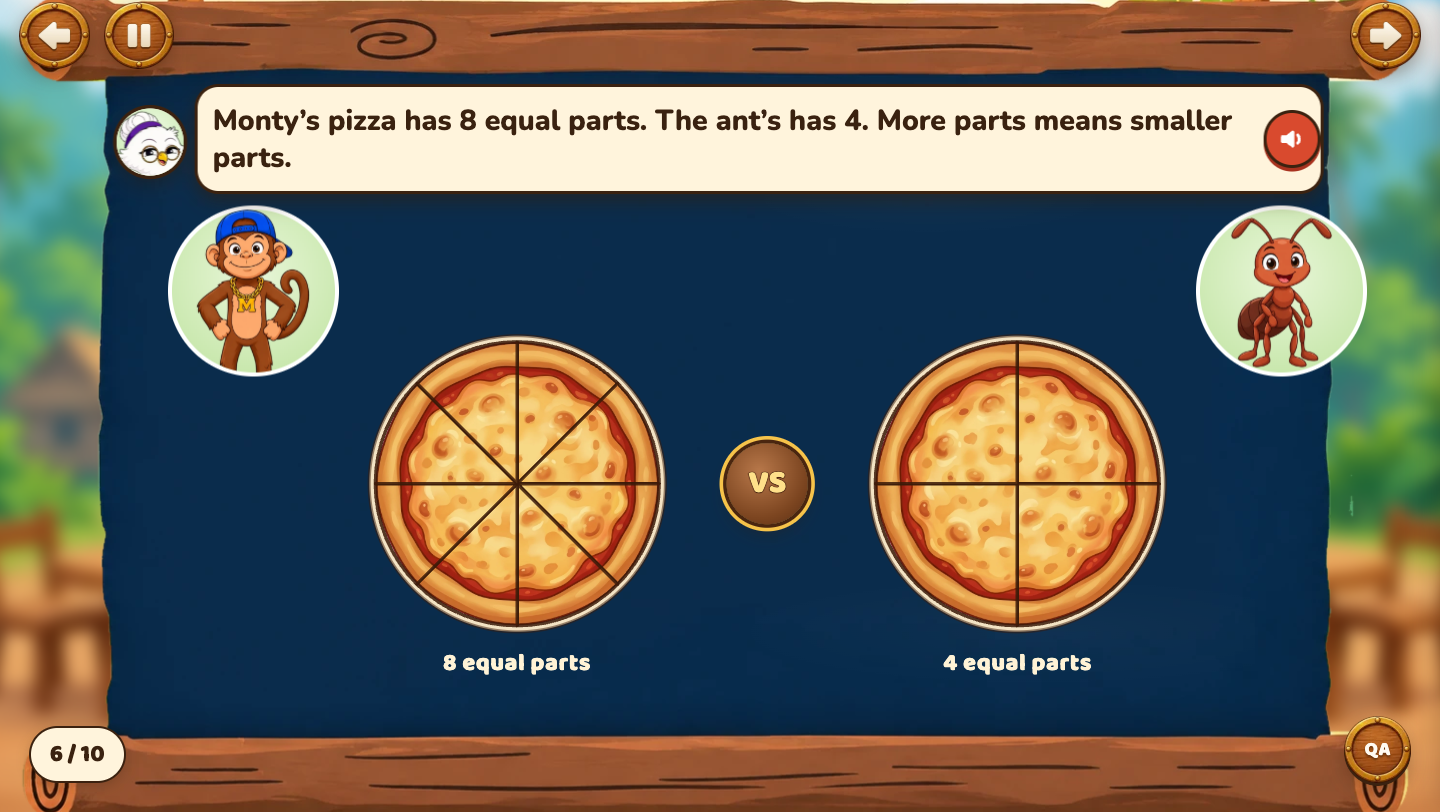 Monty’s pizza has 8 equal parts. The ant’s has 4. More parts means smaller
parts.
M
VS
8 equal parts
4 equal parts
6 / 10
QA